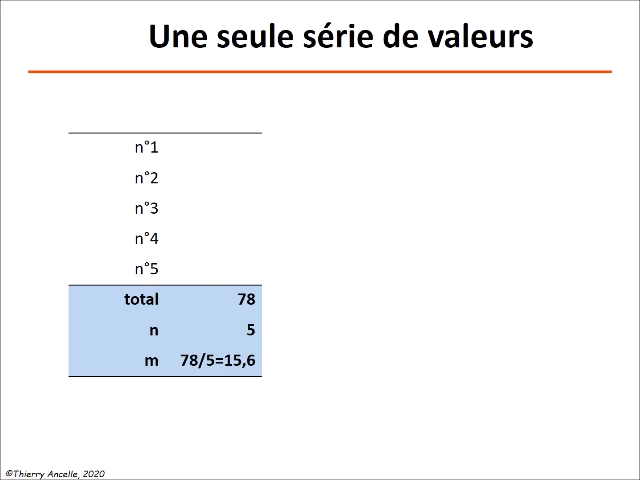 Une seule série de valeurs
n°1
n°2
n°3
n°4
n°5
total 78
n 5
m 78/5=15,6
©Thierry Ancelle, 2020